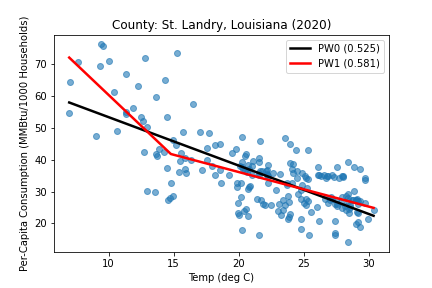 County: St. Landry, Louisiana (2020)
PW0 (0.525)
PW1 (0.581)
Per-Capita Consumption (MMBtu/1000 Households)
70
60
50
40
30
20
10 15 20 25 30
Temp (deg C)